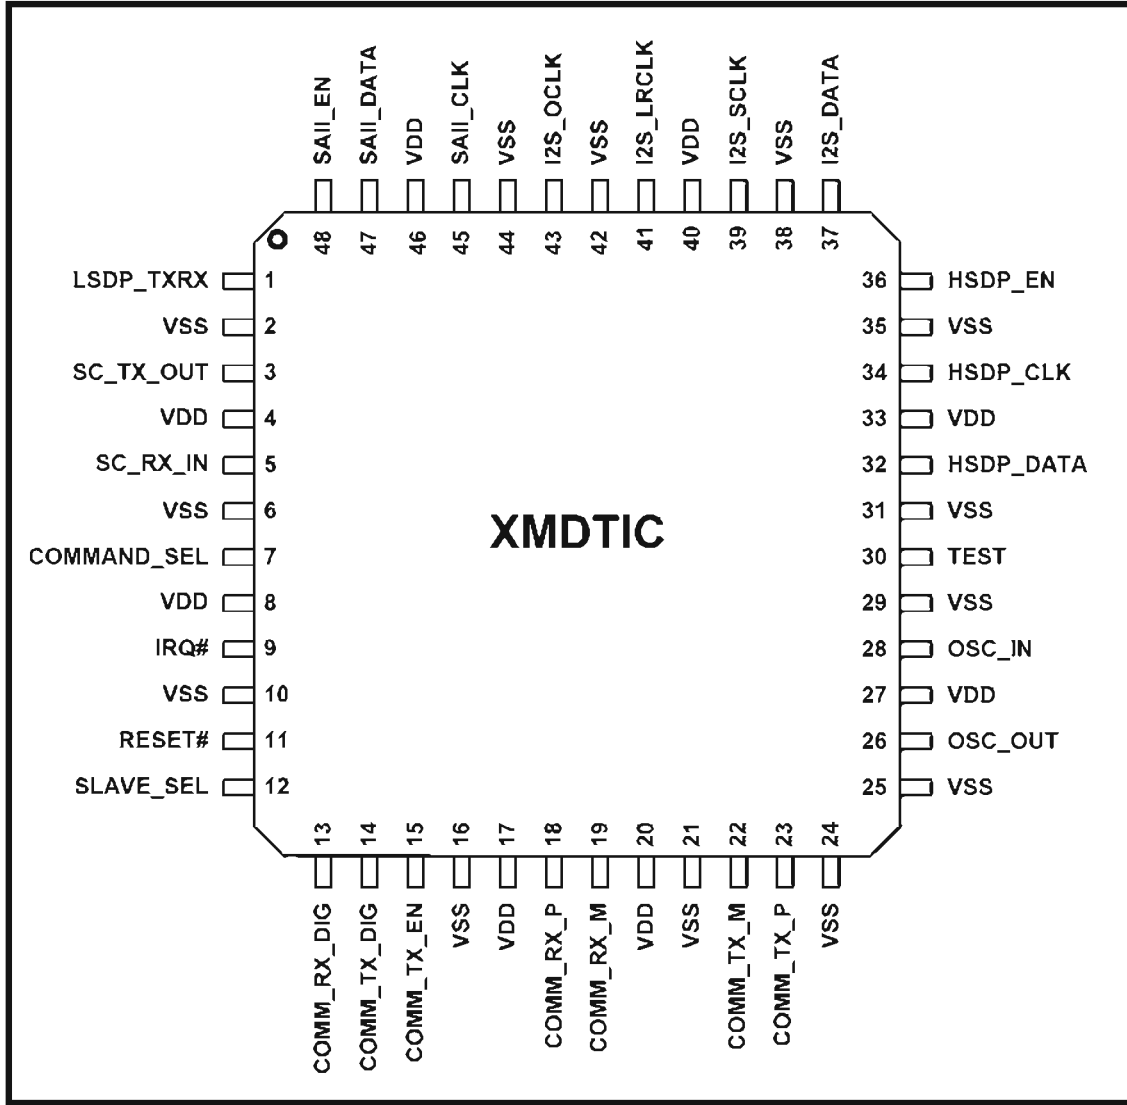 SAII_EN
SAII_DATA
VDD
SAII_CLK
VSS
I2S_OCLK
VSS
I2S_LRCLK
VDD
I2S_SCLK
VSS
I2S_DATA
48 47 46 45 44 43 42 41 40 39 38 37
LSDP_TXRX 1 36 HSDP_EN
VSS 2 35 VSS
SC_TX_OUT 3 34 HSDP_CLK
VDD 4 33 VDD
SC_RX_IN 5 32 HSDP_DATA
VSS 6 31 VSS
XMDTIC
COMMAND_SEL 7 30 TEST
VDD 8 29 VSS
IRQ# 9 28 OSC_IN
VSS 10 27 VDD
RESET# 11 26 OSC_OUT
SLAVE_SEL 12 25 VSS
13 14 15 16 17 18 19 20 21 22 23 24
COMM_RX_DIG
COMM_TX_DIG
COMM_TX_EN
VSS
VDD
COMM_RX_P
COMM_RX_M
VDD
VSS
COMM_TX_M
COMM_TX_P
VSS